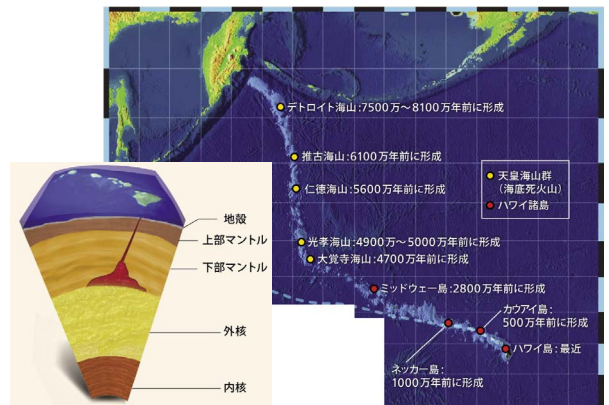 デトロイト海山:7500万〜8100万年前に形成
推古海山:6100万年前に形成
仁徳海山:5600万年前に形成
光孝海山:4900万〜5000万年前に形成
大覚寺海山:4700万年前に形成
ミッドウェー島:2800万年前に形成
カウアイ島:
500万年前に形成
ハワイ島:最近
ネッカー島:
1000万年前に形成
天皇海山群
(海底死火山)
ハワイ諸島
地殻
上部マントル
下部マントル
外核
内核